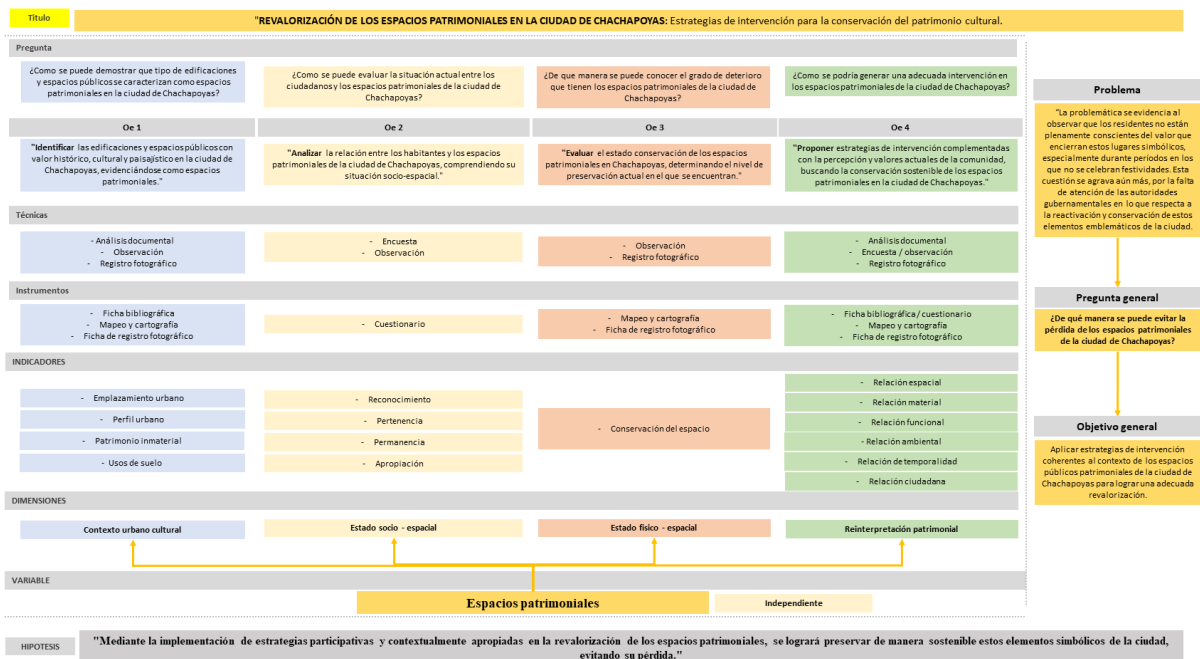 Titulo
"REVALORIZACIÓN DE LOS ESPACIOS PATRIMONIALES EN LA CIUDAD DE CHACHAPOYAS: Estrategias de intervención para la conservación del patrimonio cultural.
Pregunta
¿Como se puede demostrar que tipo de edificaciones
y espacios públicos se caracterizan como espacios
patrimoniales en la ciudad de Chachapoyas?
¿Como se puede evaluar la situación actual entre los
ciudadanos y los espacios patrimoniales de la ciudad de
Chachapoyas?
¿De que manera se puede conocer el grado de deterioro
que tienen los espacios patrimoniales de la ciudad de
Chachapoyas?
¿Como se podría generar una adecuada intervención en
los espacios patrimoniales de la ciudad de Chachapoyas?
Oe 1
Oe 2
Oe 3
Oe 4
"Identificar las edificaciones y espacios públicos con
valor histórico, cultural y paisajístico en la ciudad de
Chachapoyas, evidenciándose como espacios
patrimoniales."
"Analizar la relación entre los habitantes y los espacios
patrimoniales de la ciudad de Chachapoyas, comprendiendo su
situación socio-espacial."
"Evaluar el estado conservación de los espacios
patrimoniales en Chachapoyas, determinando el nivel de
preservación actual en el que se encuentran."
"Proponer estrategias de intervención complementadas
con la percepción y valores actuales de la comunidad,
buscando la conservación sostenible de los espacios
patrimoniales en la ciudad de Chachapoyas."
Técnicas
- Análisis documental
- Observación
- Registro fotográfico
- Encuesta
- Observación
- Observación
- Registro fotográfico
- Análisis documental
- Encuesta / observación
- Registro fotográfico
Instrumentos
- Ficha bibliográfica
- Mapeo y cartografía
- Ficha de registro fotográfico
- Cuestionario
- Mapeo y cartografía
- Ficha de registro fotográfico
- Ficha bibliográfica/ cuestionario
- Mapeo y cartografía
- Ficha de registro fotográfico
INDICADORES
- Emplazamiento urbano
- Perfil urbano
- Patrimonio inmaterial
- Usos de suelo
- Reconocimiento
- Pertenencia
- Permanencia
- Apropiación
- Conservación del espacio
- Relación espacial
- Relación material
- Relación funcional
- Relación ambiental
- Relación de temporalidad
- Relación ciudadana
DIMENSIONES
Contexto urbano cultural
Estado socio - espacial
Estado físico - espacial
Reinterpretación patrimonial
VARIABLE
Espacios patrimoniales
Independiente
Problema
"La problemática se evidencia al
observar que los residentes no están
plenamente conscientes del valor que
encierran estos lugares simbólicos,
especialmente durante períodos en los
que no se celebran festividades. Esta
cuestión se agrava aún más, por la falta
de atención de las autoridades
gubernamentales en lo que respecta a
la reactivación y conservación de estos
elementos emblemáticos de la ciudad.
Pregunta general
¿De qué manera se puede evitar la
pérdida de los espacios patrimoniales
de la ciudad de Chachapoyas?
Objetivo general
Aplicar estrategias de intervención
coherentes al contexto de los espacios
públicos patrimoniales de la ciudad de
Chachapoyas para lograr una adecuada
revalorización.
HIPOTESIS
"Mediante la implementación de estrategias participativas y contextualmente apropiadas en la revalorización de los espacios patrimoniales, se logrará preservar de manera sostenible estos elementos simbólicos de la ciudad,
evitando su pérdida."